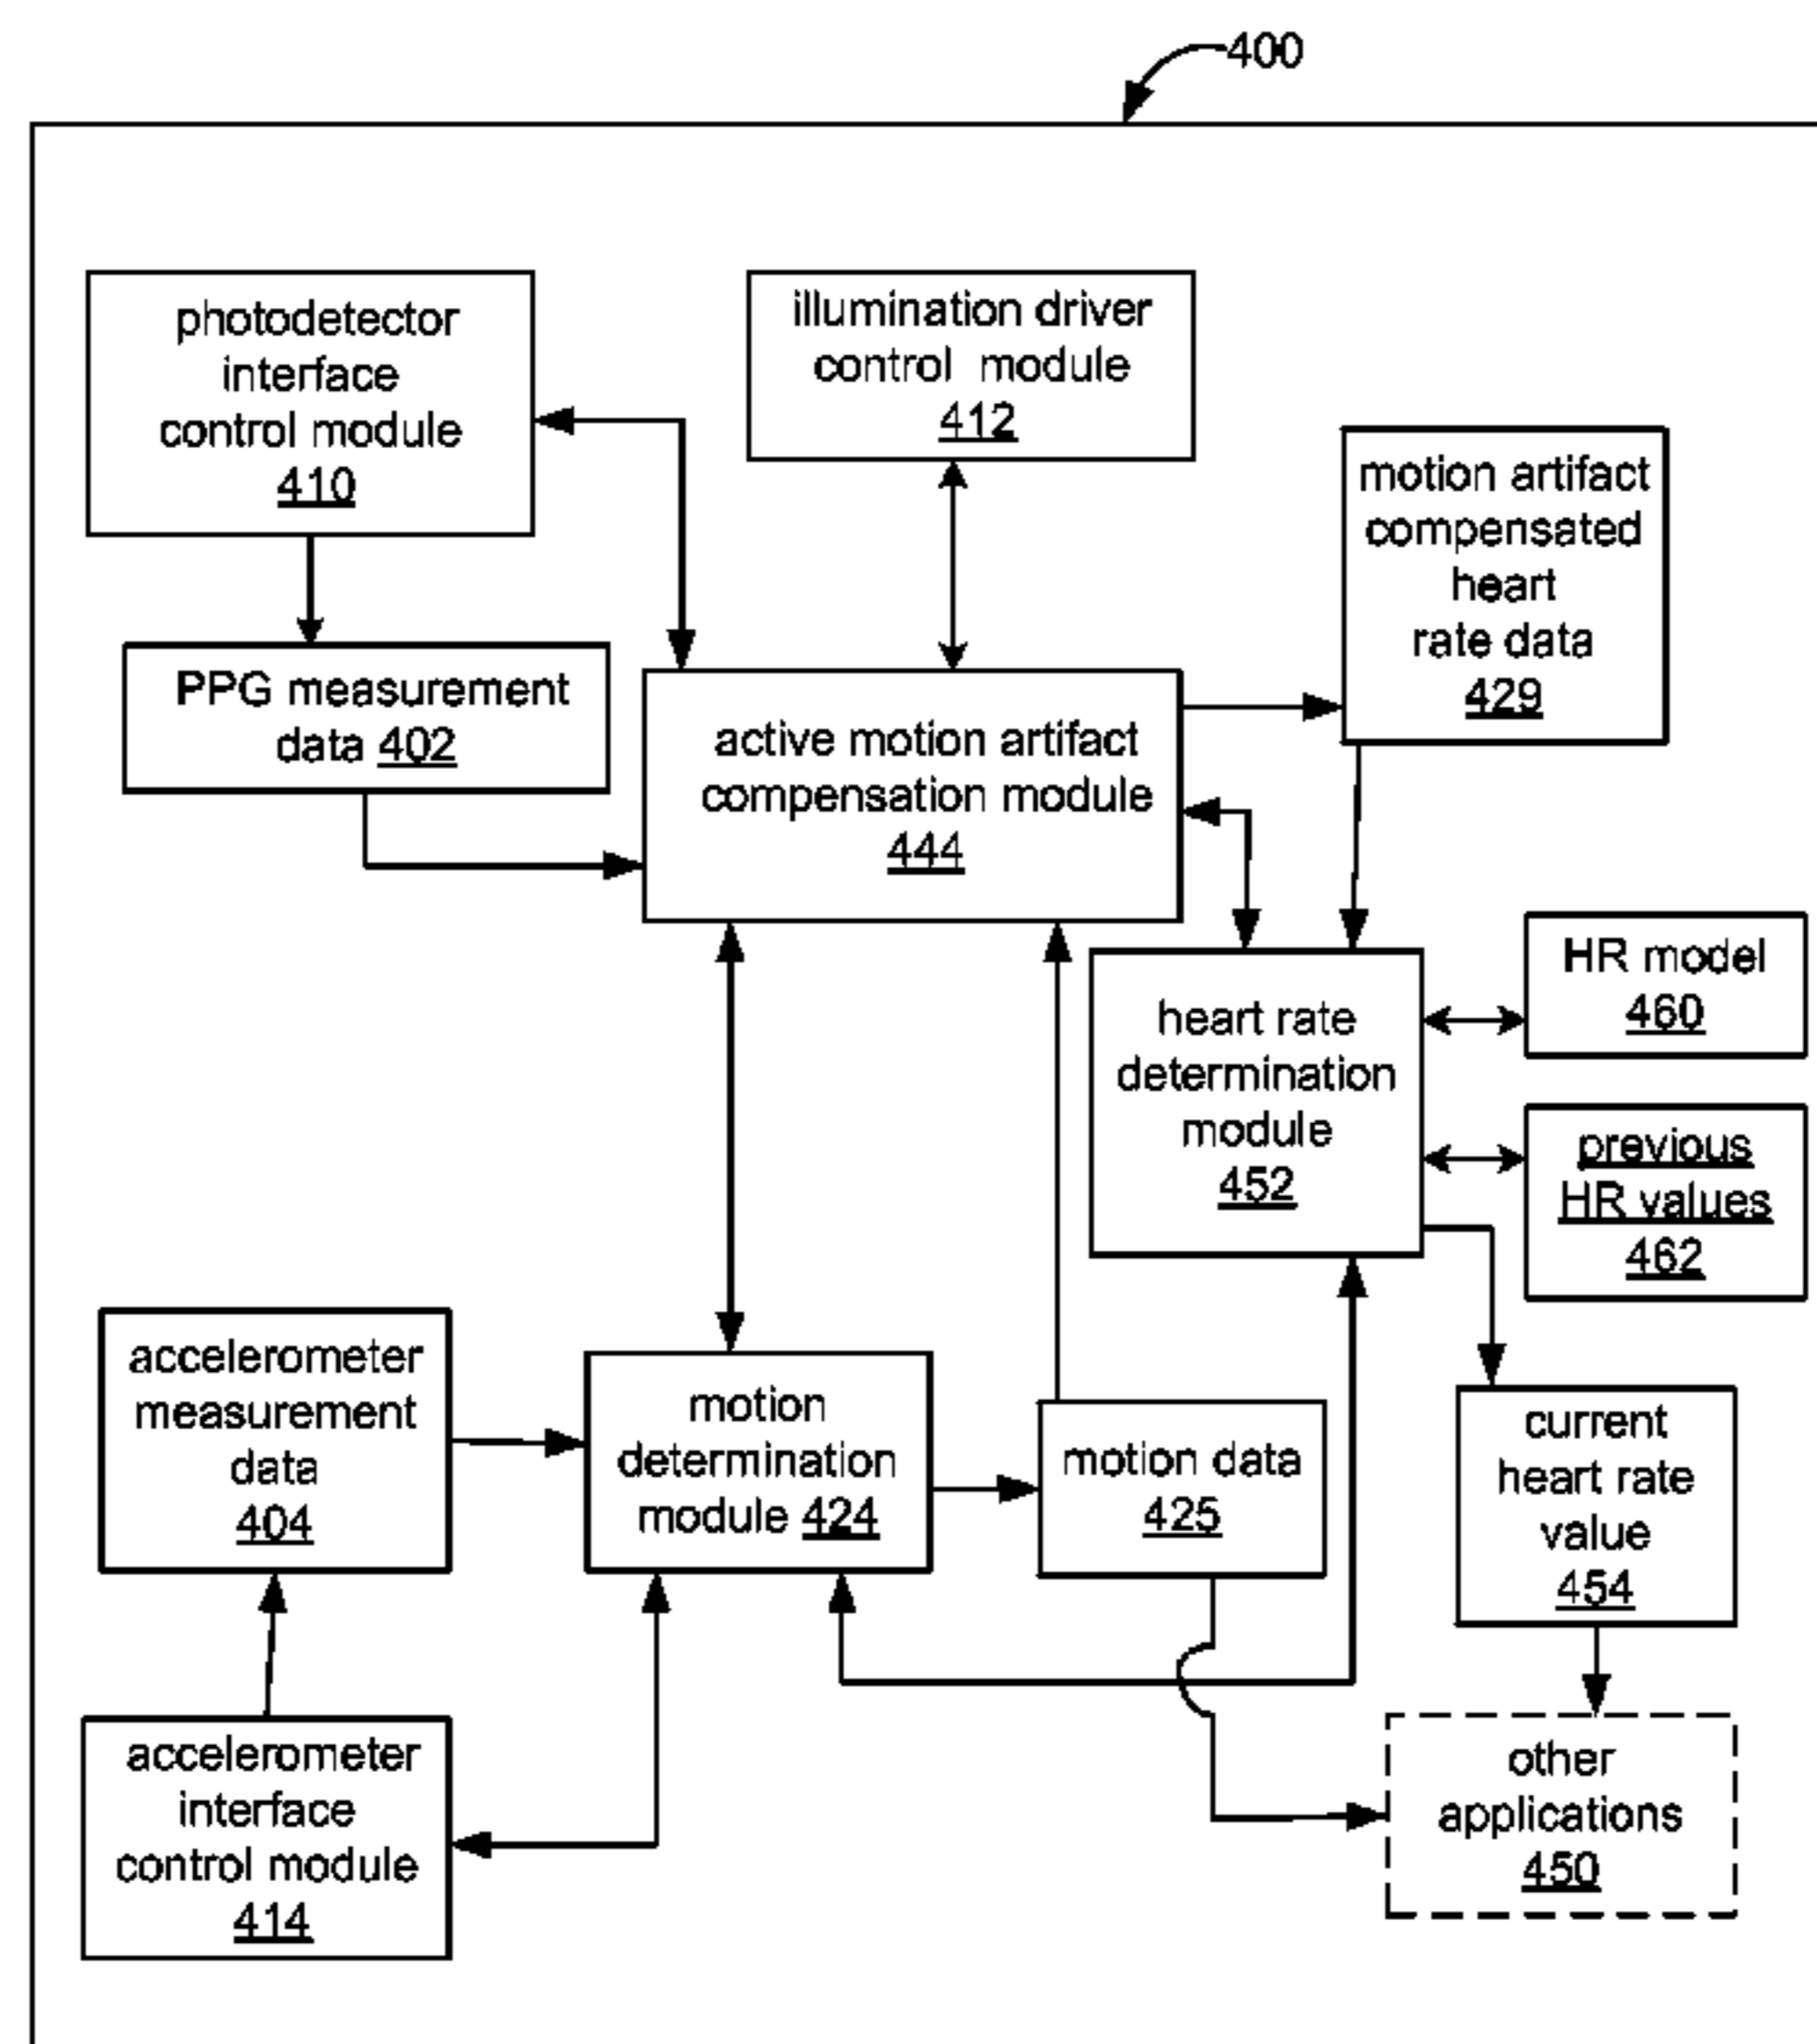 400
photodetector
interface
control module
410
illumination driver
control module
412
motion artifact
compensated
heart
rate data
429
PPG measurement
data 402
active motion artifact
compensation module
444
HR model
460
heart rate
determination
module
452
previous
HR values
462
accelerometer
measurement
data
404
motion
determination
module 424
motion data
425
current
heart rate
value
454
accelerometer
interface
control module
414
other
applications
450